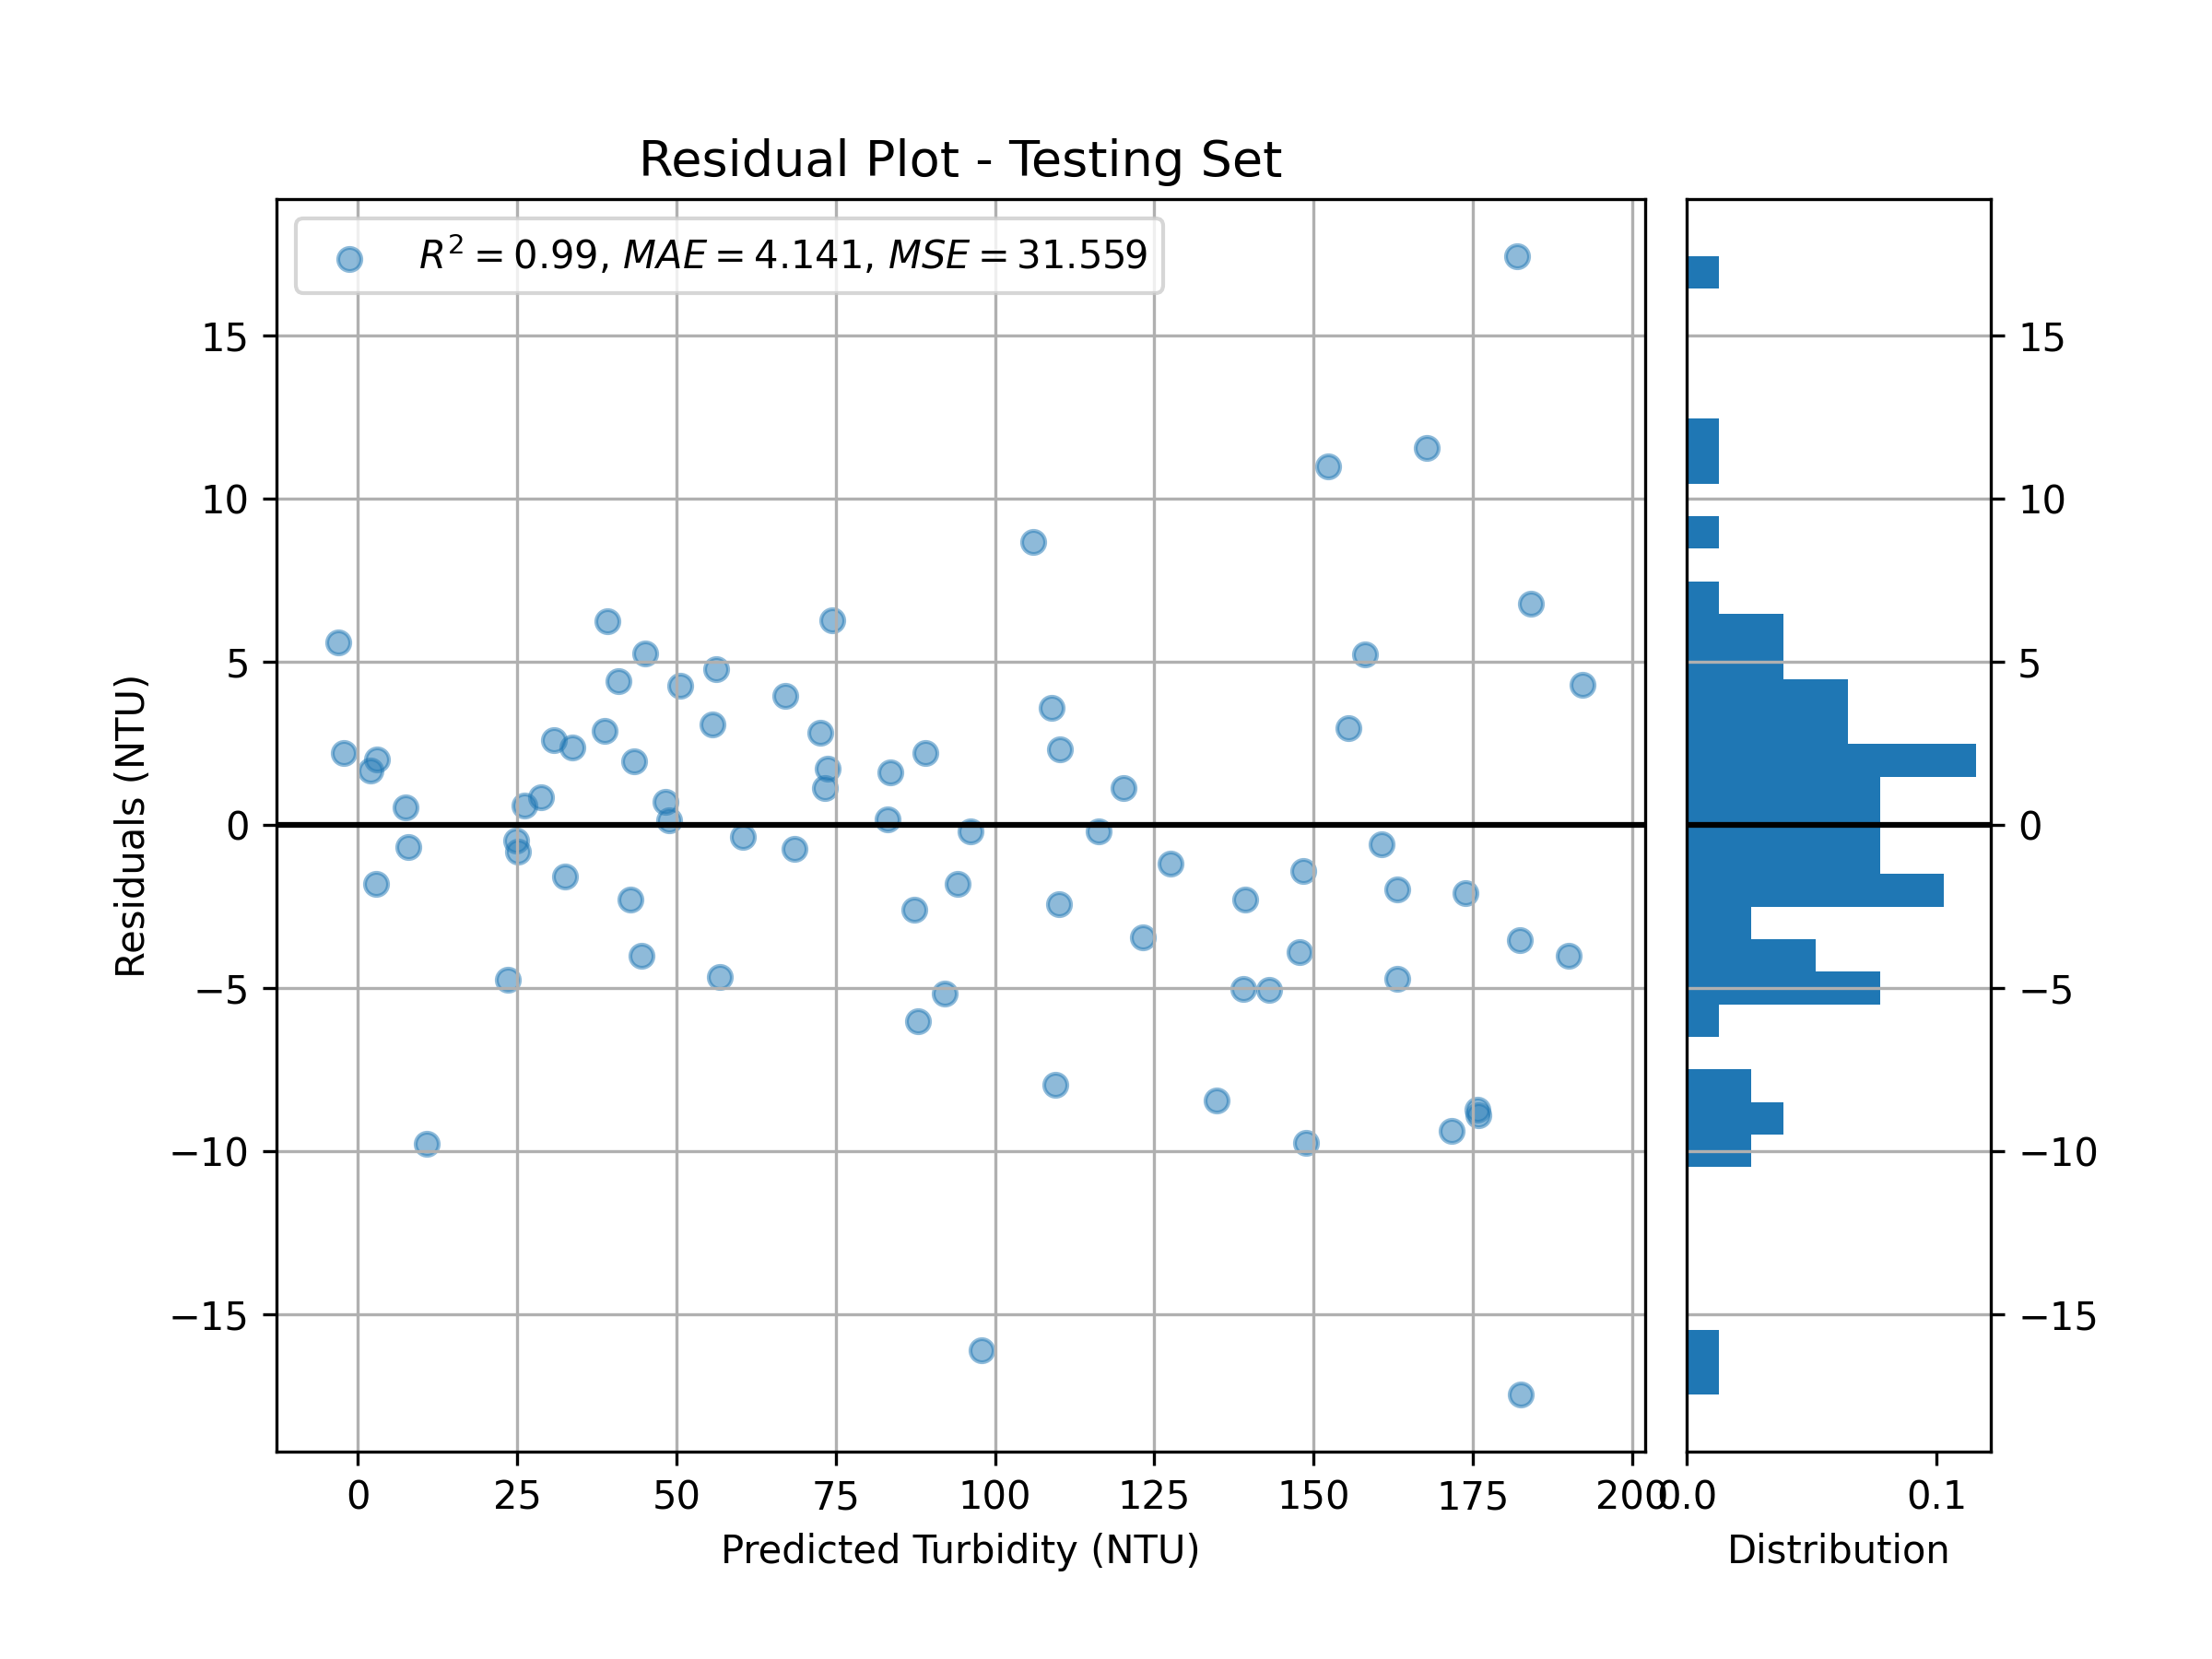 Residual Plot - Testing Set
R² = 0.99, MAE = 4.141, MSE = 31.559
15
10
5
0
−5
−10
−15
Residuals (NTU)
0 25 50 75 100 125 150 175 200
Predicted Turbidity (NTU)
15
10
5
0
−5
−10
−15
0.0 0.1
Distribution